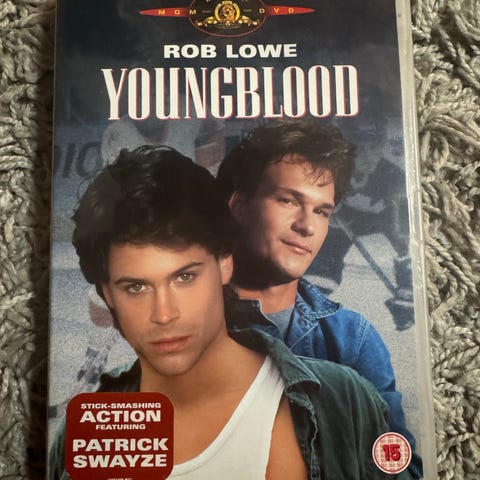 MGM DVD
ROB LOWE
YOUNGBLOOD
STICK-SMASHING
ACTION
FEATURING
PATRICK
SWAYZE
15